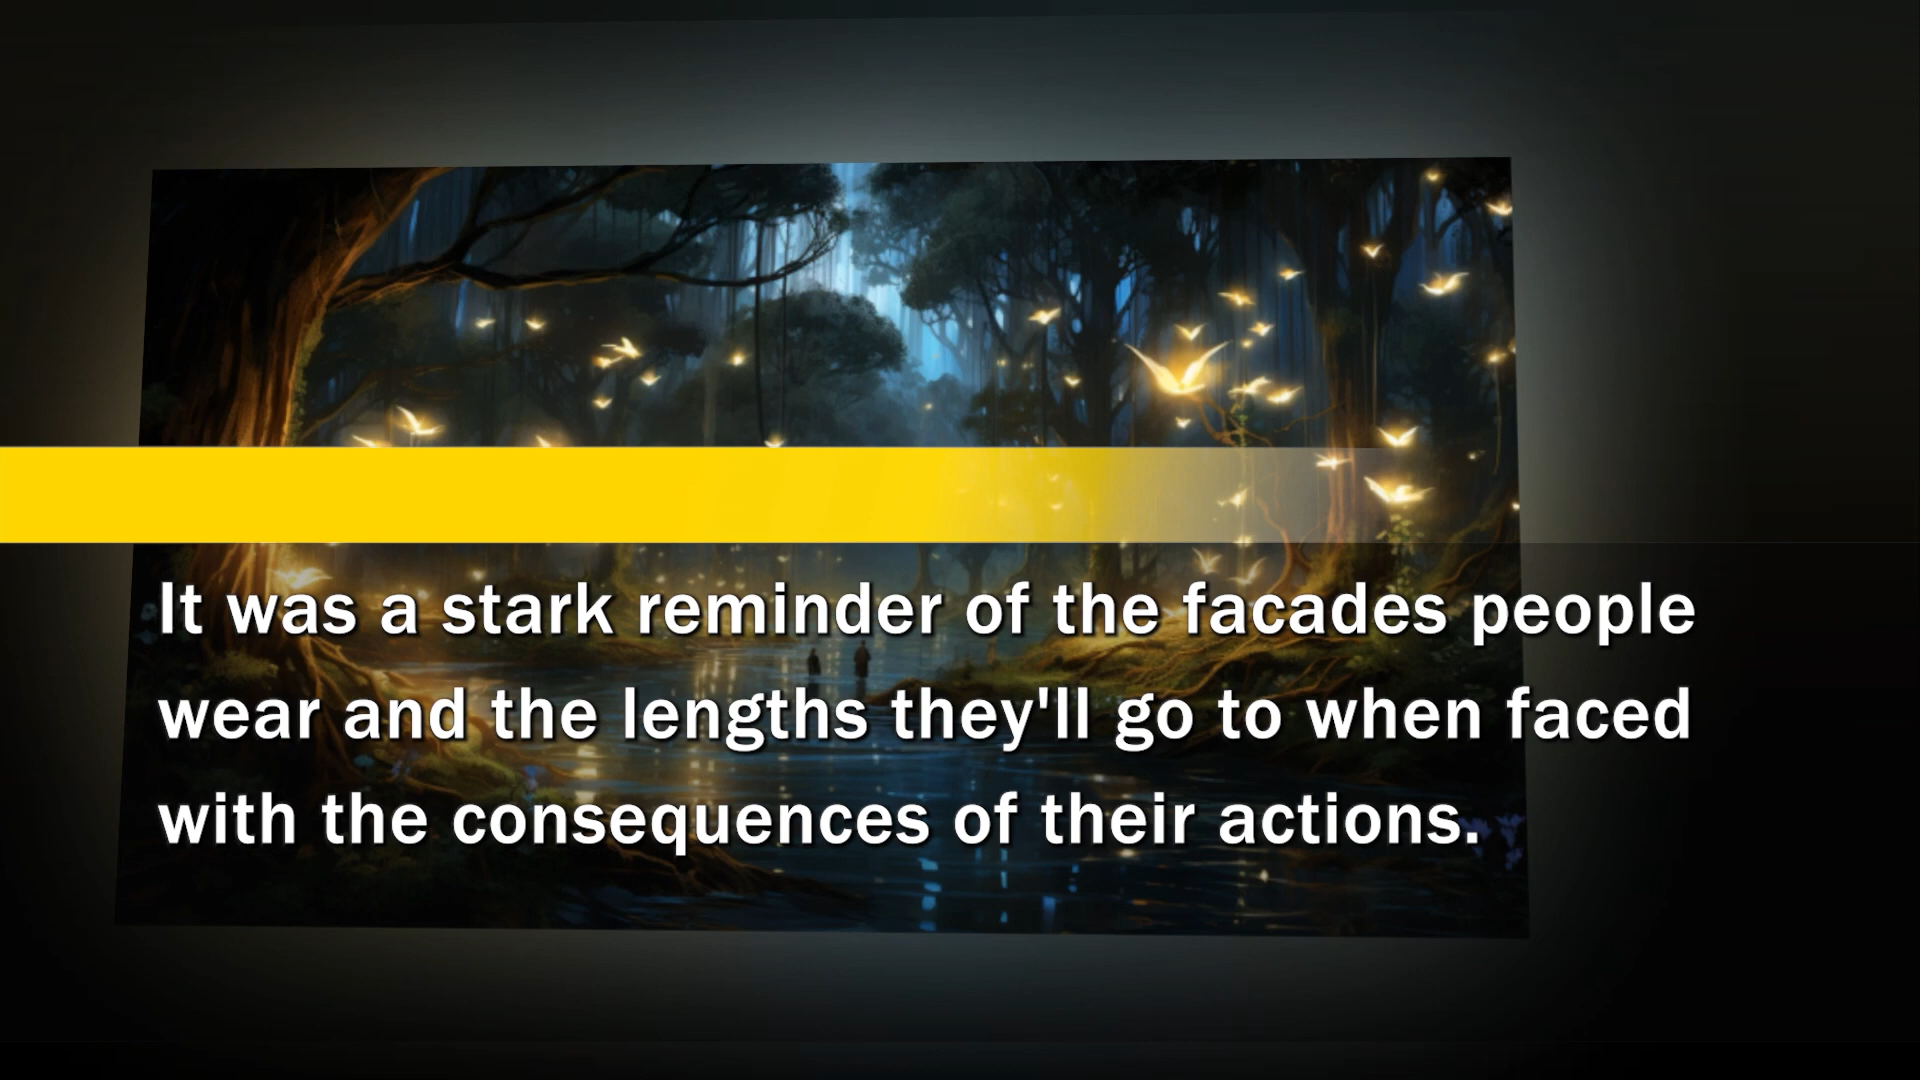 It was a stark reminder of the facades people
wear and the lengths they'll go to when faced
with the consequences of their actions.